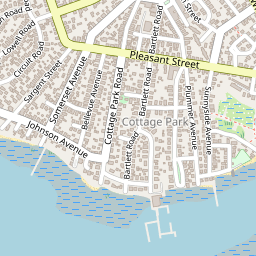 Lowell Road
Circuit Road
Sargent Street
Somerset Avenue
Bellevue Avenue
Cottage Park Road
Johnson Avenue
Pleasant Street
Bartlett Road
Bartlett Road
Bartlett Road
Plummer Avenue
Sunnyside Avenue
Cottage Park
Street